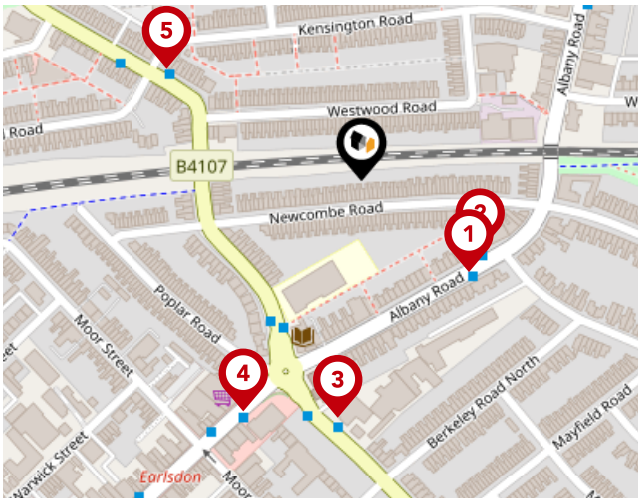 5
Kensington Road
Albany Road
Westwood Road
Road
W
B4107
Newcombe Road
2
1
Albany Road
Poplar Road
Moor Street
4
3
Berkeley Road North
Mayfield Road
Warwick Street
Earlsdon
Moor